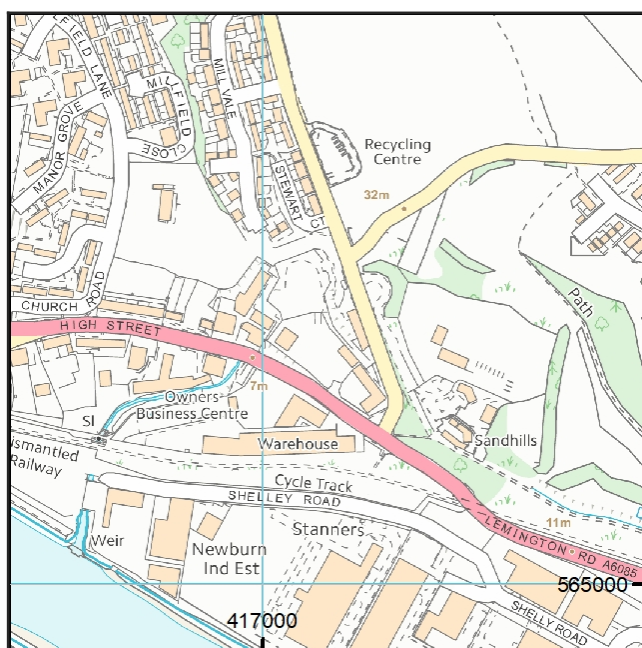 MILLFIELD LANE
MILL VALE
MILFIELD
CLOSE
MANOR GROVE
STEWART
Recycling
Centre
32m
CHURCH ROAD
HIGH STREET
Path
7m
Owners
Business Centre
SI
Dismantled
Railway
Warehouse
Sandhills
Cycle Track
SHELLEY ROAD
Stanners
LEMINGTON RD A6085
11m
Weir
Newburn
Ind Est
SHELLY ROAD
565000
417000